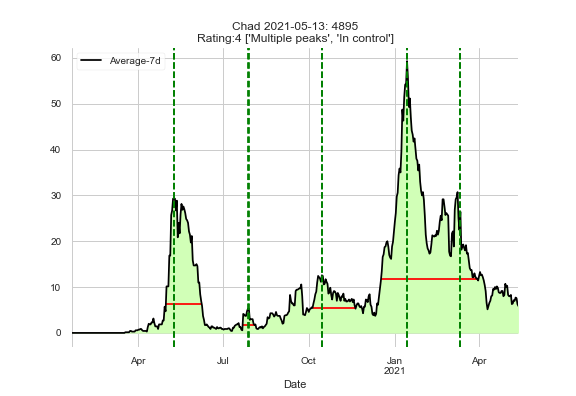 Chad 2021-05-13: 4895
Rating:4 ['Multiple peaks', 'In control']
Average-7d
60
50
40
30
20
10
0
Apr
Jul
Oct
Jan
2021
Apr
Date